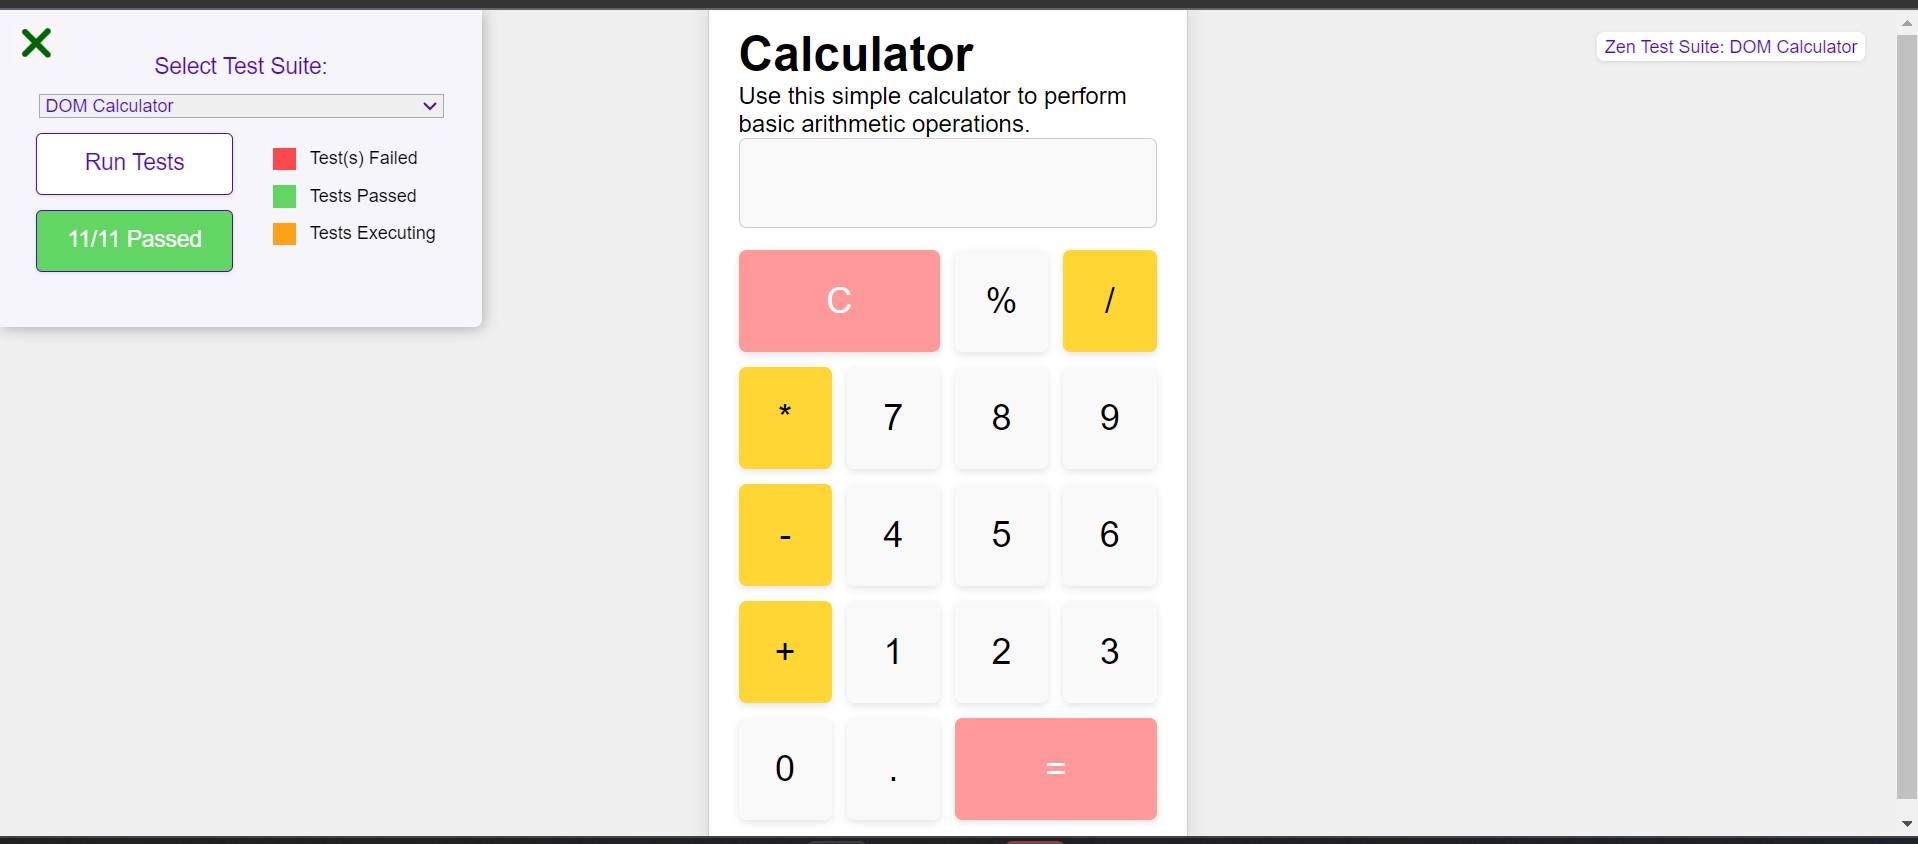 Select Test Suite:
DOM Calculator
Run Tests
11/11 Passed
Test(s) Failed
Tests Passed
Tests Executing
Calculator
Use this simple calculator to perform
basic arithmetic operations.
C % /
* 7 8 9
- 4 5 6
+ 1 2 3
0 . =
Zen Test Suite: DOM Calculator